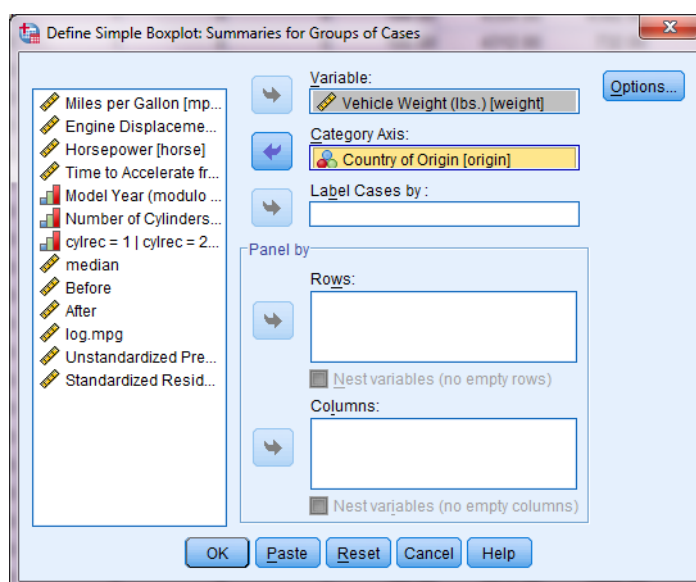 Define Simple Boxplot: Summaries for Groups of Cases
Miles per Gallon [mp...
Engine Displaceme...
Horsepower [horse]
Time to Accelerate fr...
Model Year (modulo ...
Number of Cylinders...
cylrec = 1 | cylrec = 2...
median
Before
After
log.mpg
Unstandardized Pre...
Standardized Resid...
Variable:
Vehicle Weight (lbs.) [weight]
Category Axis:
Country of Origin [origin]
Label Cases by :
Panel by
Rows:
Nest variables (no empty rows)
Columns:
Nest variables (no empty columns)
Options...
OK Paste Reset Cancel Help